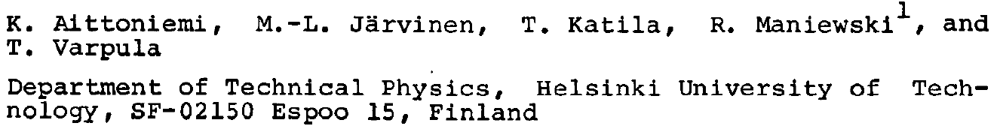 K. Aittoniemi, M.-L. Järvinen, T. Katila, R. Maniewski¹, and
T. Varpula
Department of Technical Physics, Helsinki University of Tech-
nology, SF-02150 Espoo 15, Finland